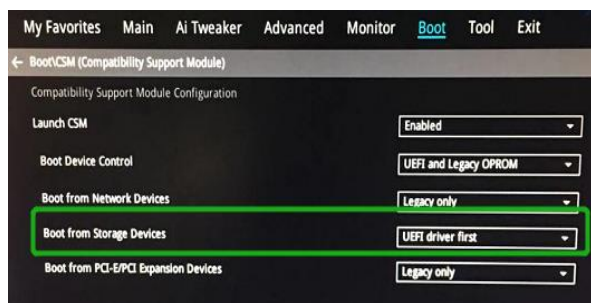 My Favorites Main Ai Tweaker Advanced Monitor Boot Tool Exit
← Boot\CSM (Compatibility Support Module)
Compatibility Support Module Configuration
Launch CSM Enabled
Boot Device Control UEFI and Legacy OPROM
Boot from Network Devices Legacy only
Boot from Storage Devices UEFI driver first
Boot from PCI-E/PCI Expansion Devices Legacy only